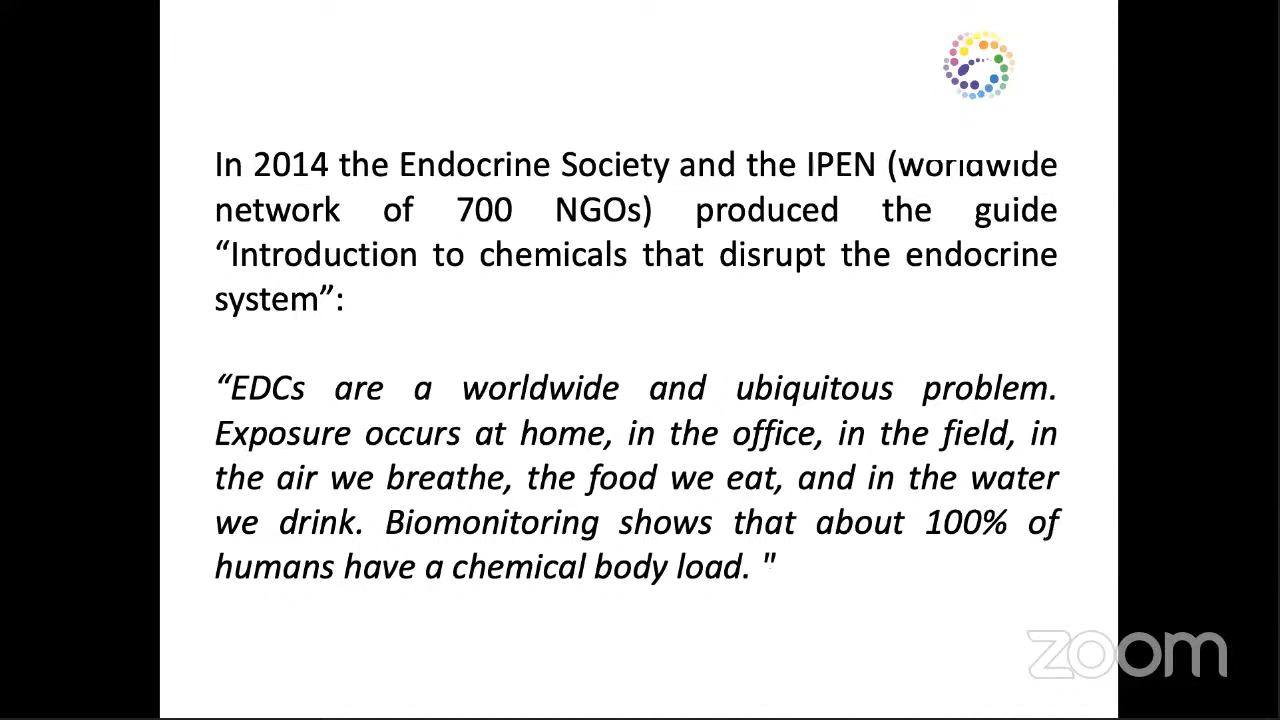 In 2014 the Endocrine Society and the IPEN (worldwide
network of 700 NGOs) produced the guide
“Introduction to chemicals that disrupt the endocrine
system”:
“EDCs are a worldwide and ubiquitous problem.
Exposure occurs at home, in the office, in the field, in
the air we breathe, the food we eat, and in the water
we drink. Biomonitoring shows that about 100% of
humans have a chemical body load. "
zoom